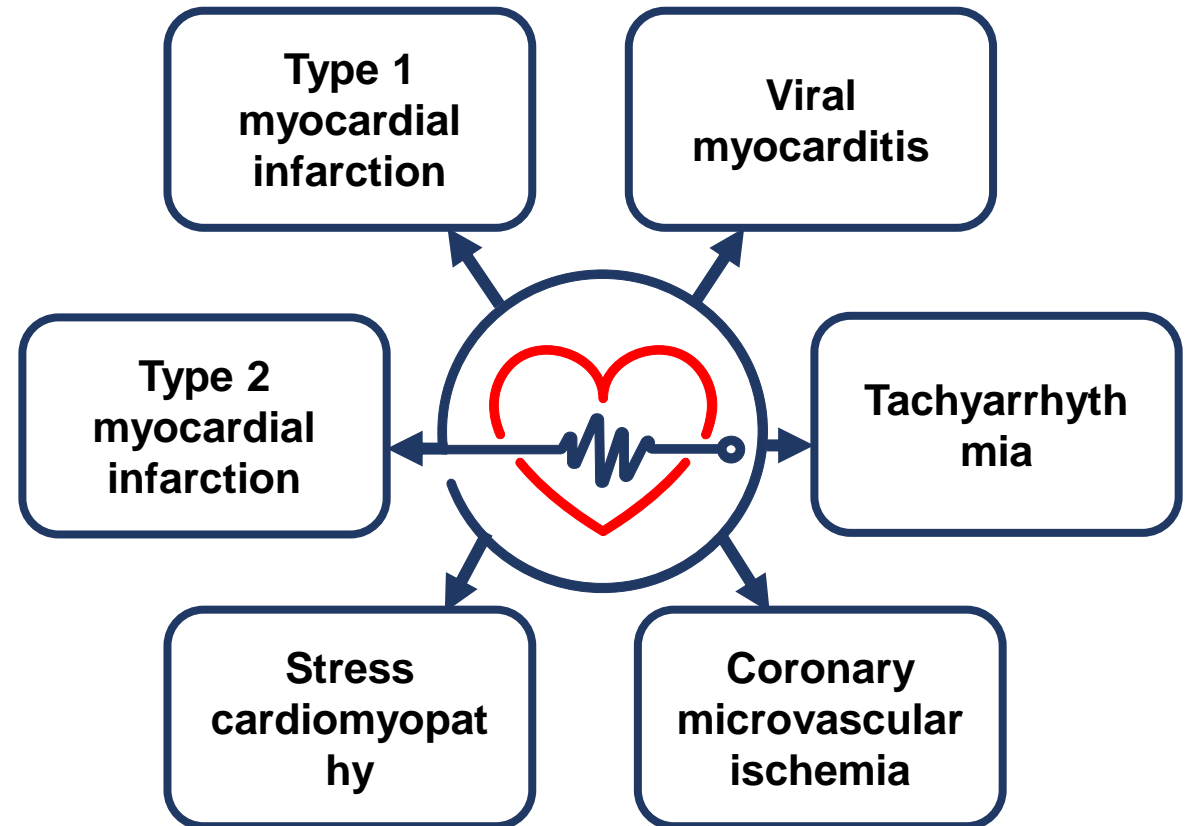 Type 1
myocardial
infarction
Viral
myocarditis
Type 2
myocardial
infarction
Tachyarrhyth
mia
Stress
cardiomyopat
hy
Coronary
microvascular
ischemia